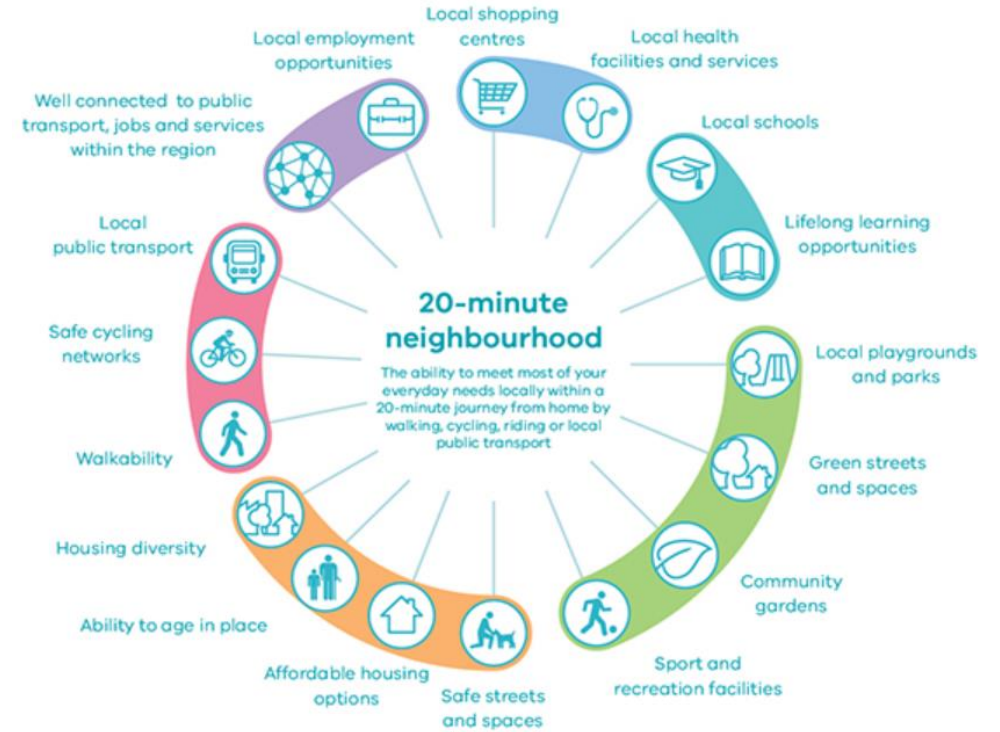 Local shopping
centres
Local health
facilities and services
Local schools
Lifelong learning
opportunities
Local playgrounds
and parks
Green streets
and spaces
Community
gardens
Sport and
recreation facilities
Safe streets
and spaces
Affordable housing
options
Ability to age in place
Housing diversity
Walkability
Safe cycling
networks
Local
public transport
Well connected to public
transport, jobs and services
within the region
Local employment
opportunities
20-minute
neighbourhood
The ability to meet most of your
everyday needs locally within a
20-minute journey from home by
walking, cycling, riding or local
public transport